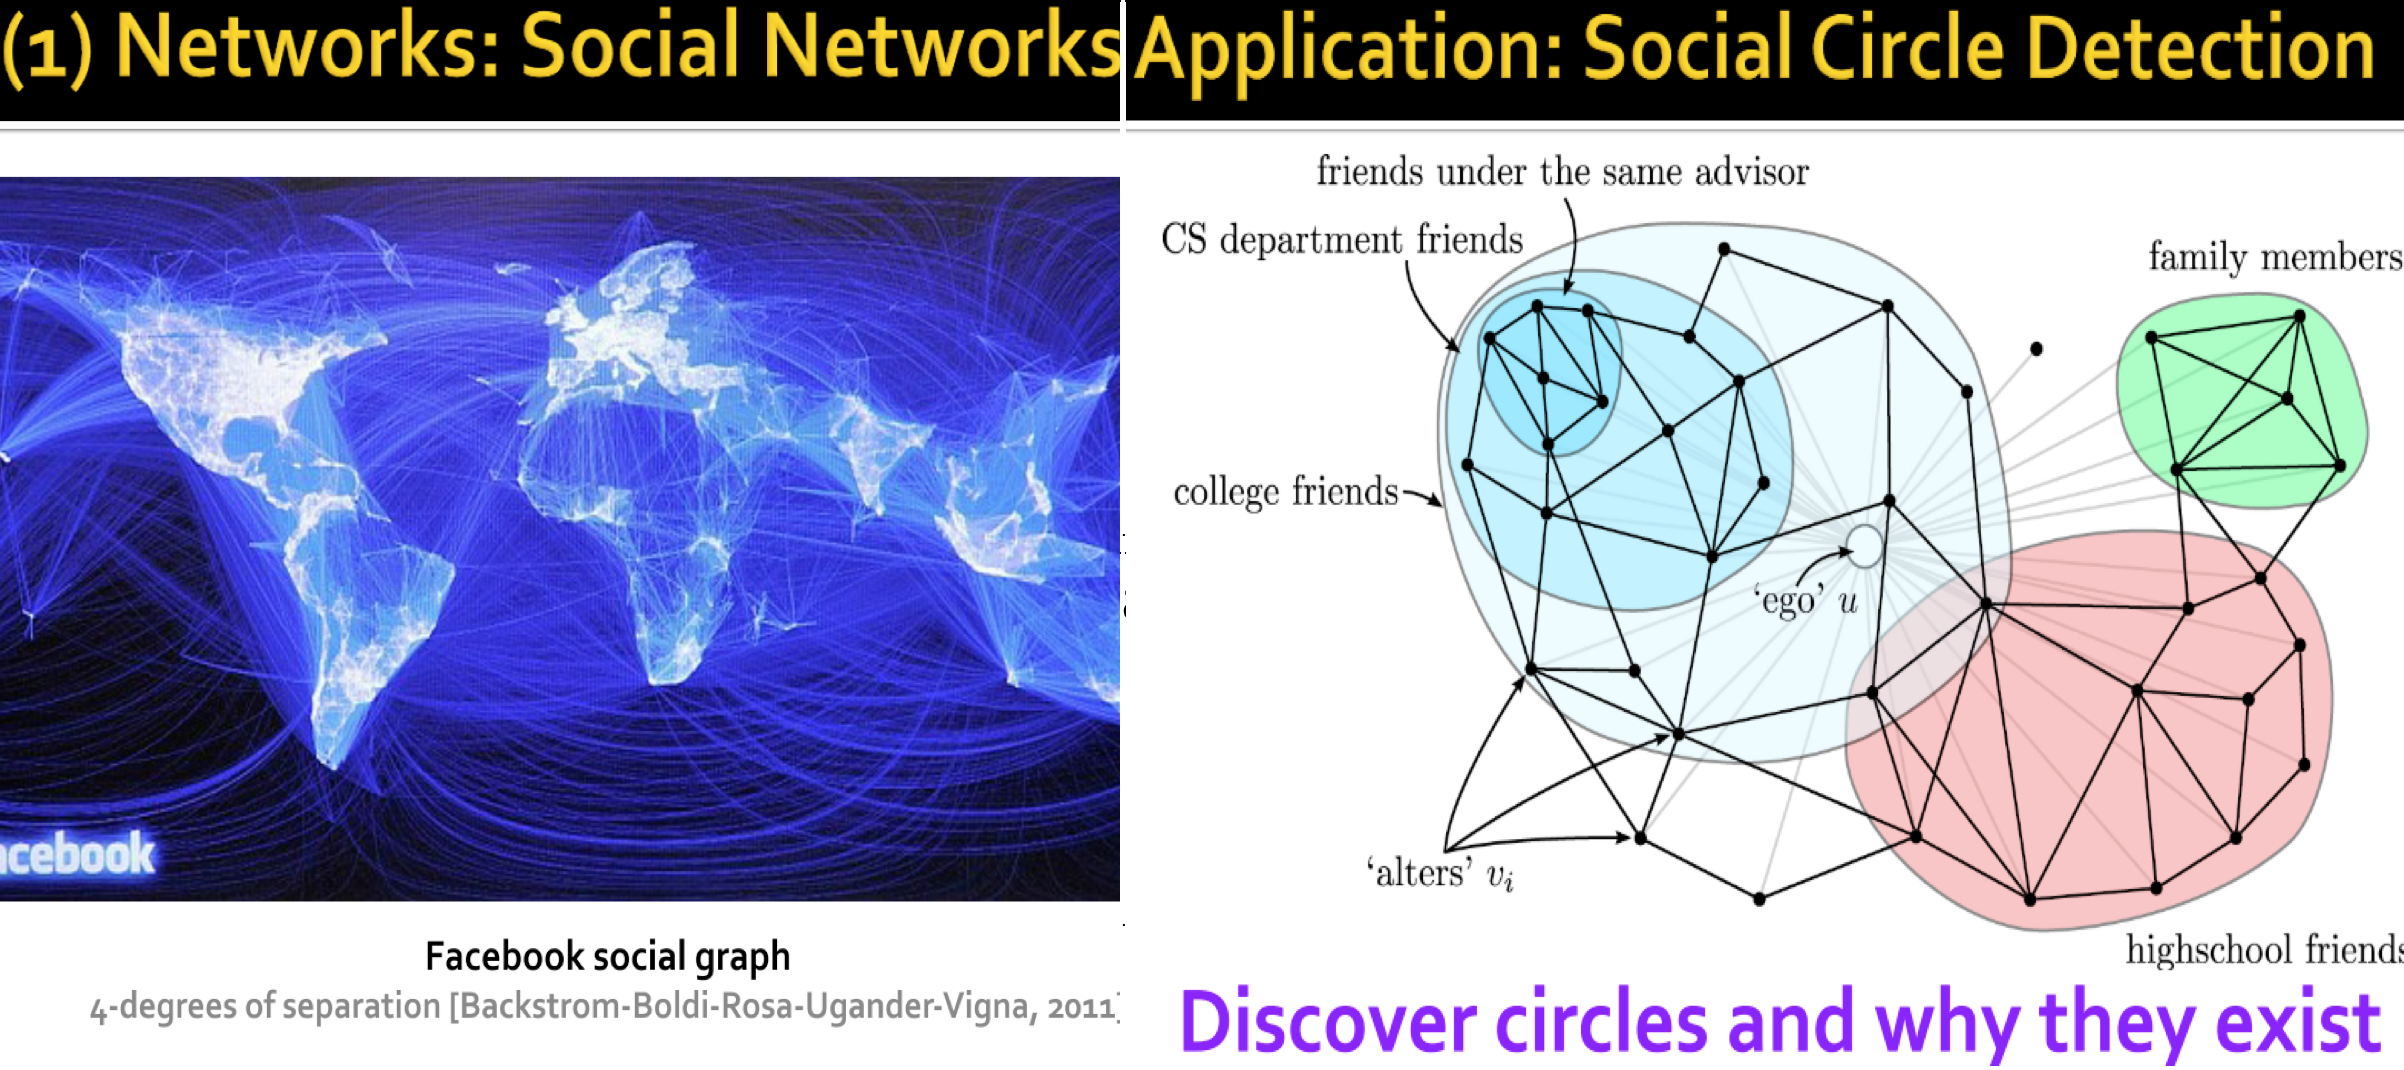 (1) Networks: Social Networks
acebook
Facebook social graph
4-degrees of separation [Backstrom-Boldi-Rosa-Ugander-Vigna, 2011]
Application: Social Circle Detection
friends under the same advisor
CS department friends
family members
college friends
‘ego’ u
‘alters’ vᵢ
highschool friends
Discover circles and why they exist